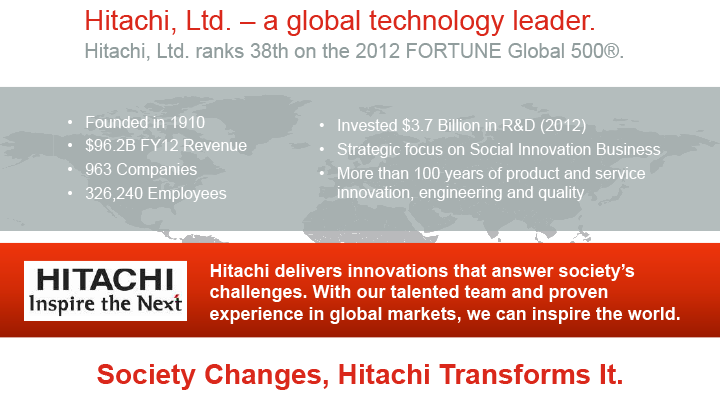 Hitachi, Ltd. – a global technology leader.
Hitachi, Ltd. ranks 38th on the 2012 FORTUNE Global 500®.
• Founded in 1910
• $96.2B FY12 Revenue
• 963 Companies
• 326,240 Employees
• Invested $3.7 Billion in R&D (2012)
• Strategic focus on Social Innovation Business
• More than 100 years of product and service
innovation, engineering and quality
HITACHI
Inspire the Next
Hitachi delivers innovations that answer society’s
challenges. With our talented team and proven
experience in global markets, we can inspire the world.
Society Changes, Hitachi Transforms It.